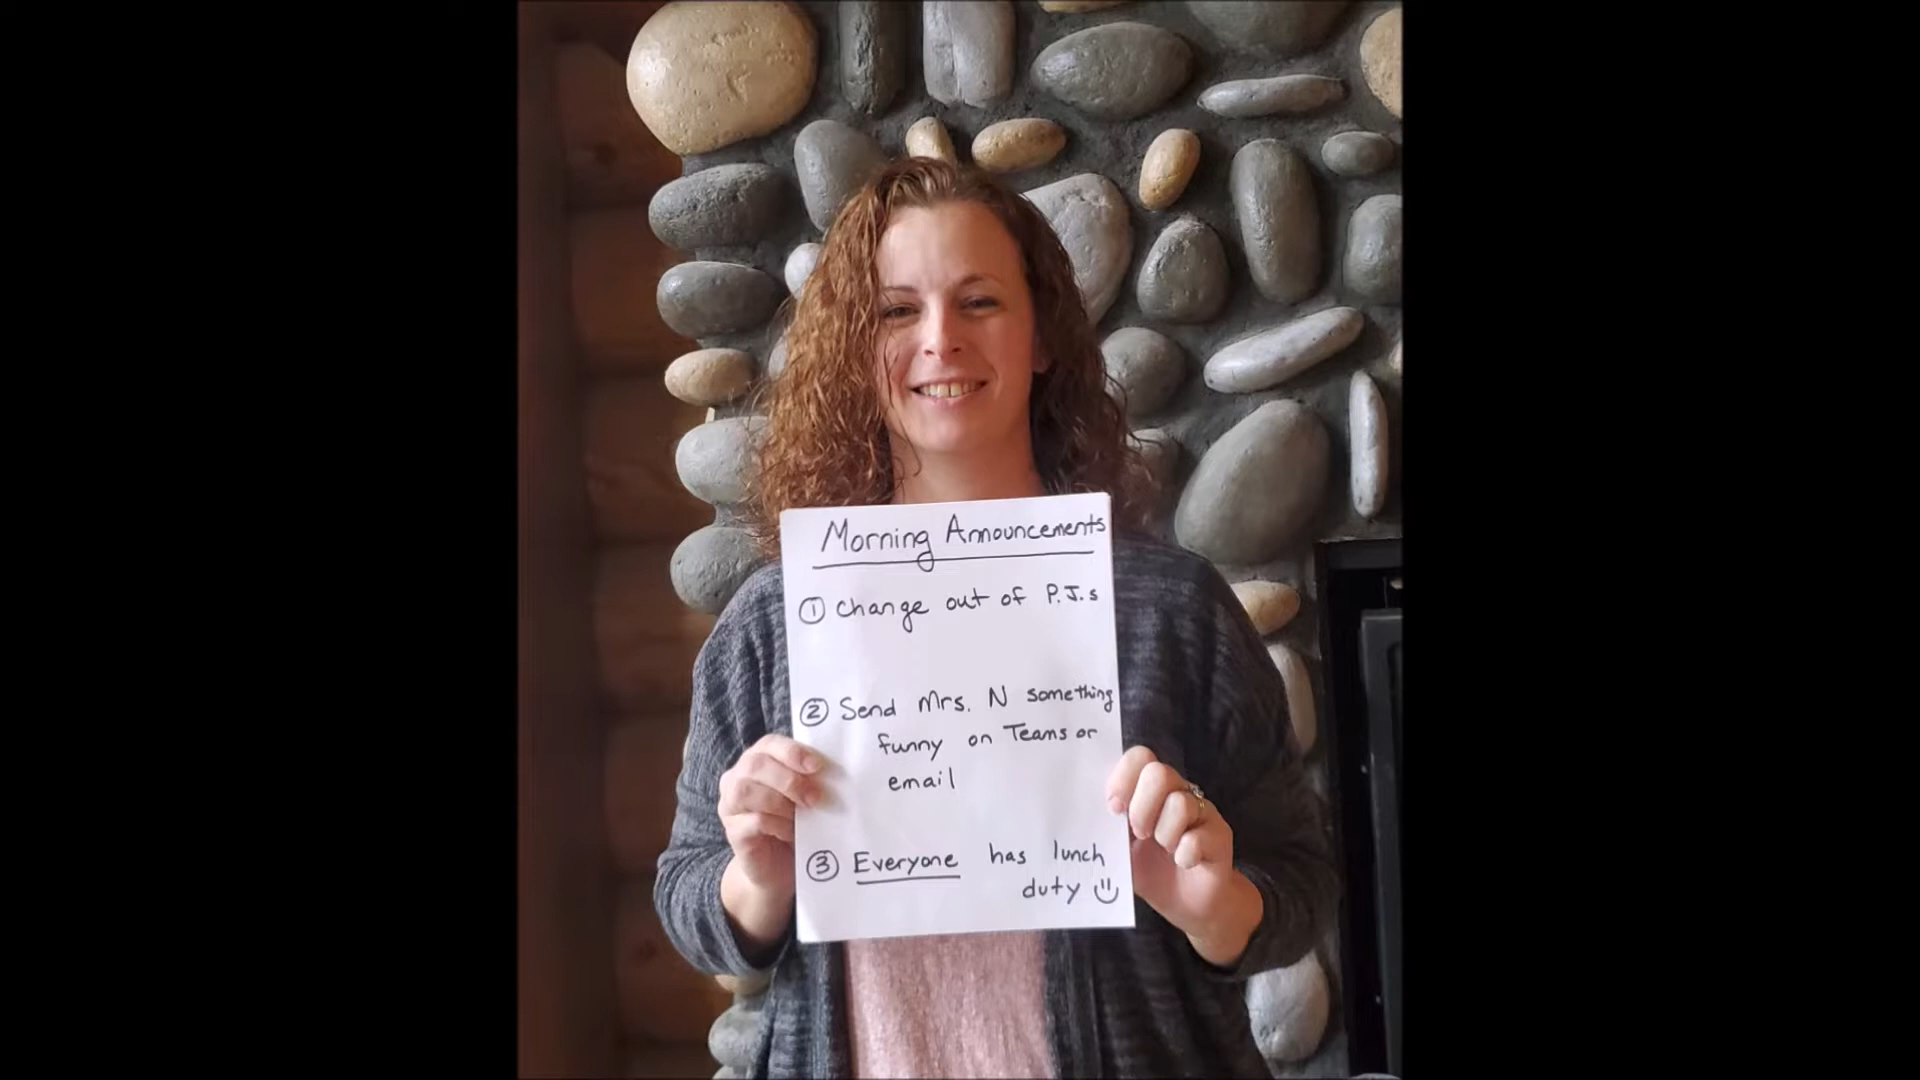 Morning Announcements
① Change out of P.J.s
② Send Mrs. N something
funny on Teams or
email
③ Everyone has lunch
duty